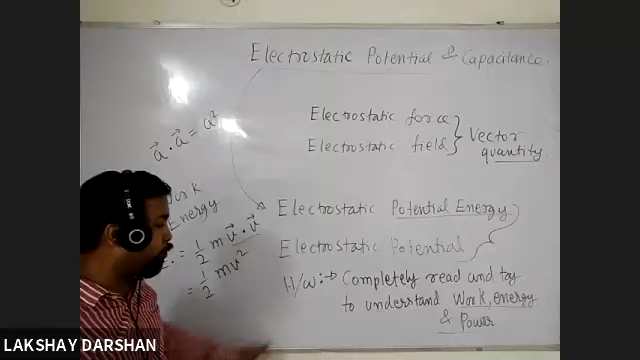 Electrostatic Potential & Capacitance.
Electrostatic force
Electrostatic field
Vector
quantity.
a⃗ . a⃗ = a²
Work
Energy
= 1/2 m v⃗ . v⃗
= 1/2 mv²
Electrostatic Potential Energy
Electrostatic Potential
H/W :→ Completely read and try
to understand Work, energy
& Power
LAKSHAY DARSHAN